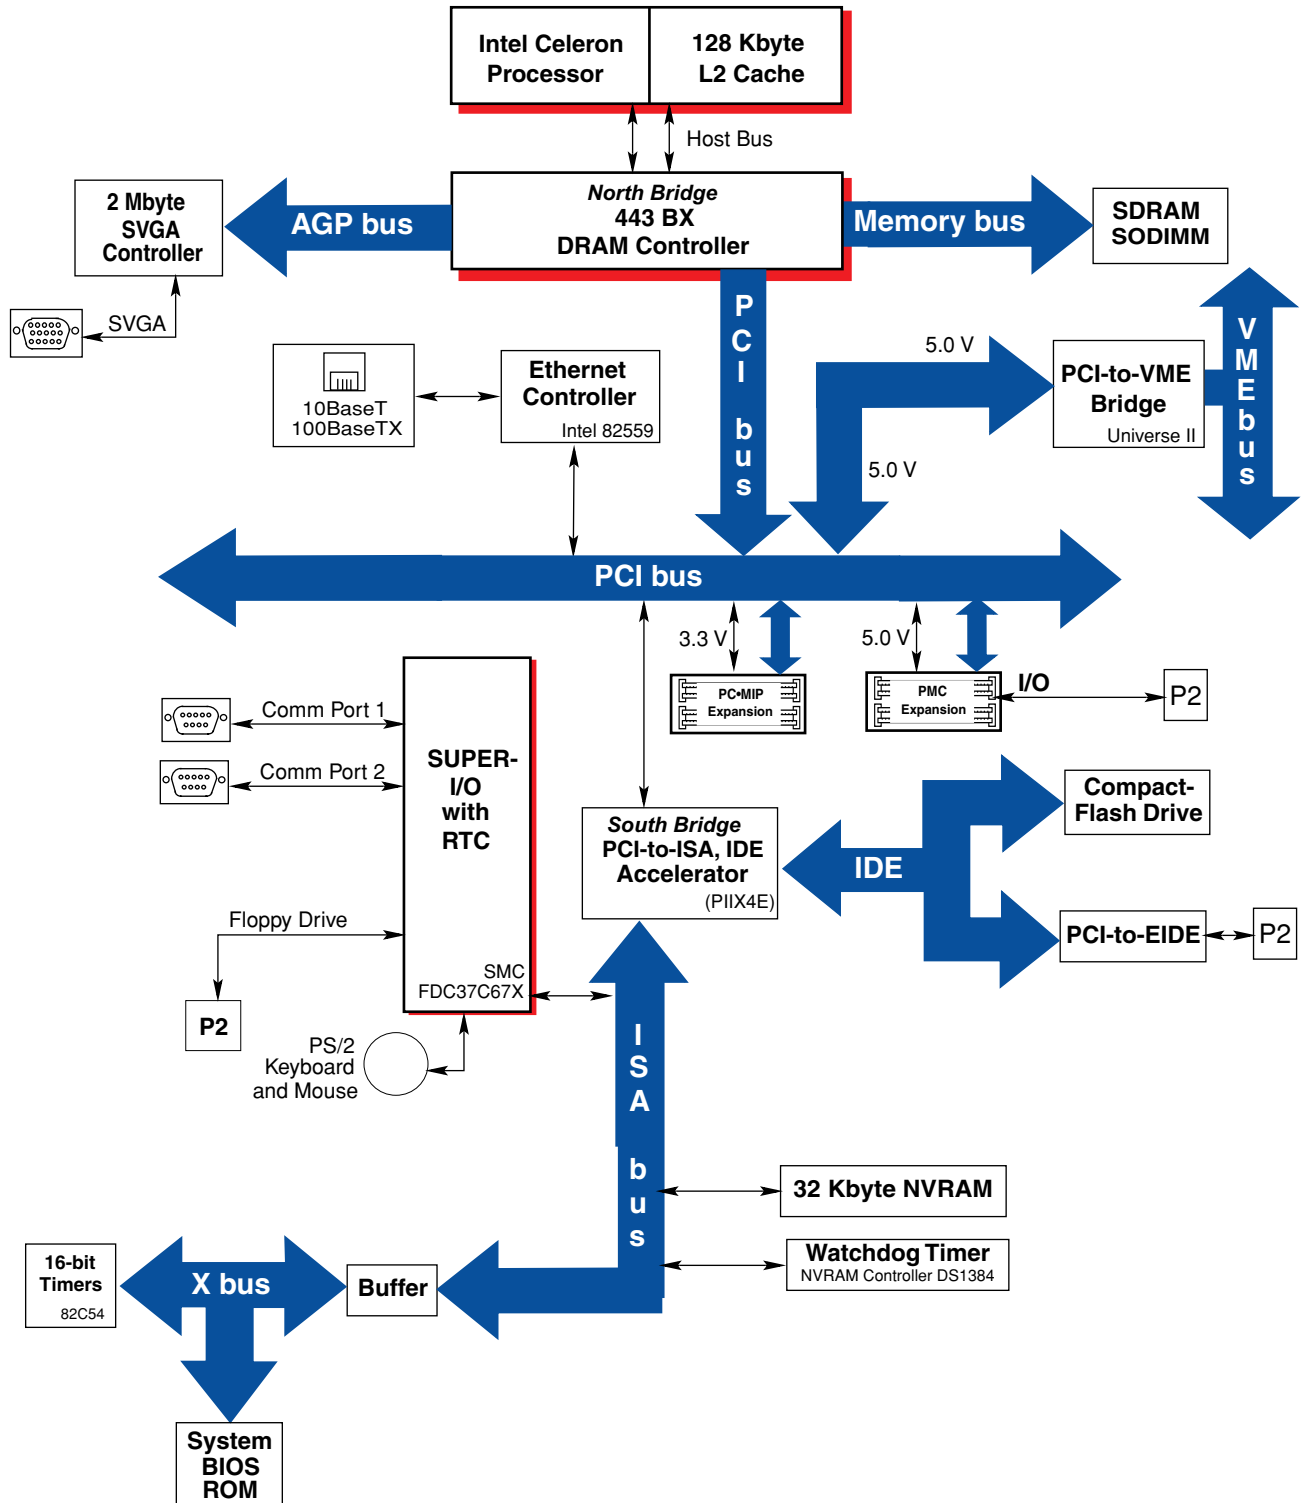 Intel Celeron
Processor
128 Kbyte
L2 Cache
Host Bus
North Bridge
443 BX
DRAM Controller
AGP bus
Memory bus
2 Mbyte
SVGA
Controller
SDRAM
SODIMM
SVGA
PCI bus
VMEbus
5.0 V
PCI-to-VME
Bridge
Universe II
10BaseT
100BaseTX
Ethernet
Controller
Intel 82559
5.0 V
PCI bus
3.3 V
5.0 V
PC•MIP
Expansion
PMC
Expansion
I/O
P2
Comm Port 1
Comm Port 2
SUPER-
I/O
with
RTC
Floppy Drive
SMC
FDC37C67X
P2
PS/2
Keyboard
and Mouse
South Bridge
PCI-to-ISA, IDE
Accelerator
(PIIX4E)
IDE
Compact-
Flash Drive
PCI-to-EIDE
P2
ISA bus
32 Kbyte NVRAM
Watchdog Timer
NVRAM Controller DS1384
16-bit
Timers
82C54
X bus
Buffer
System
BIOS
ROM